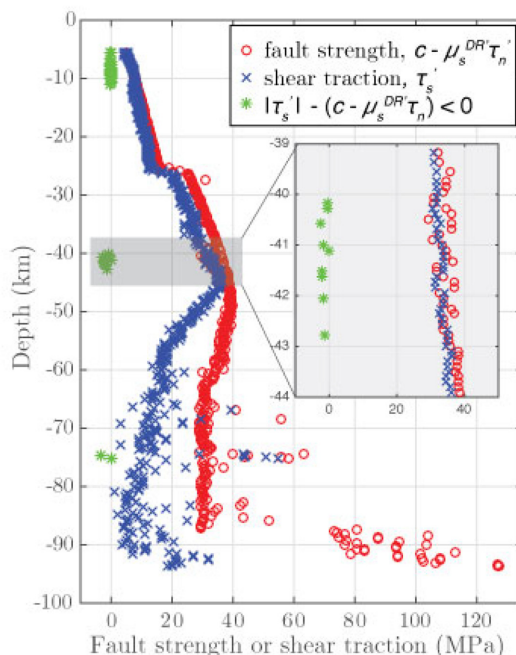 -10
0
-10
-20
-30
-40
-50
-60
-70
-80
-90
-100
0 20 40 60 80 100 120
Depth (km)
Fault strength or shear traction (MPa)
fault strength, c - μₛᴰᴿ'τₙ'
shear traction, τₛ'
|τₛ'| - (c - μₛᴰᴿ'τₙ) < 0
-39
-40
-41
-42
-43
-44
0 20 40